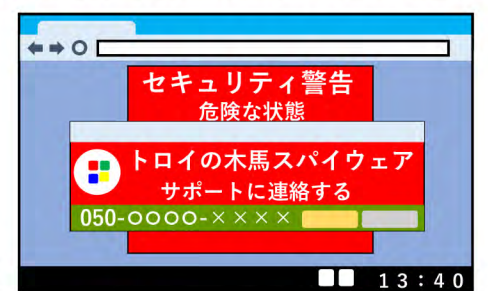 セキュリティ警告
危険な状態
トロイの木馬スパイウェア
サポートに連絡する
050-○○○○-××××
13:40